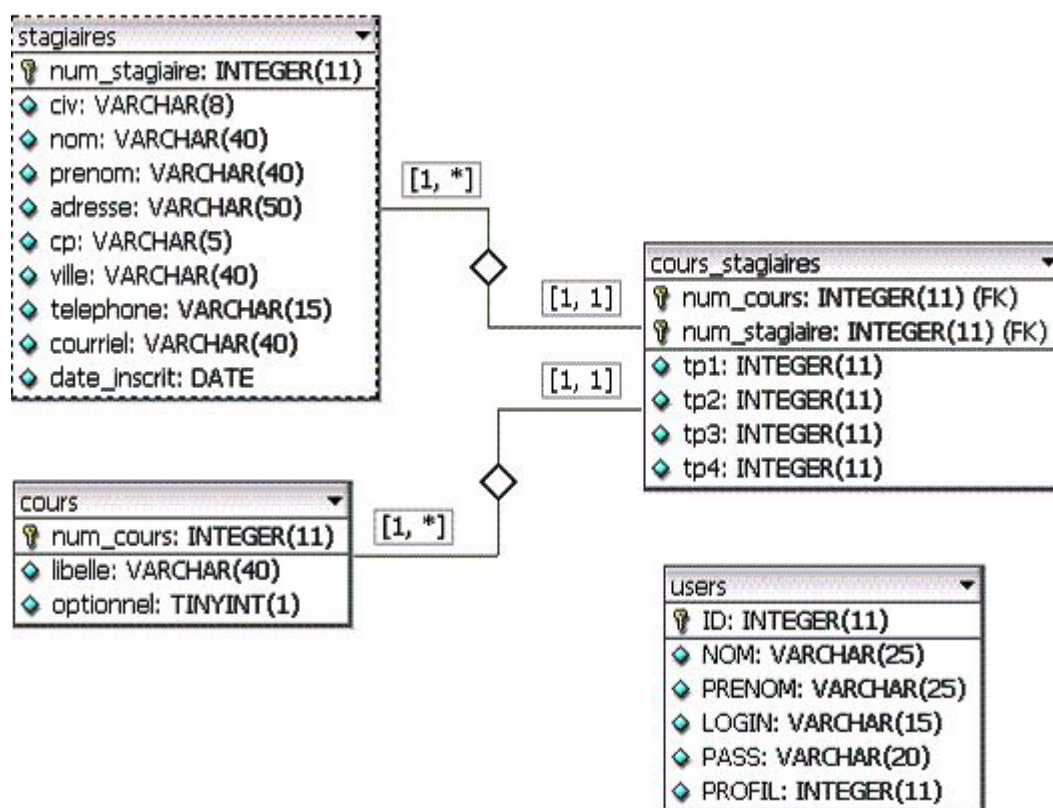 stagiaires
num_stagiaire: INTEGER(11)
civ: VARCHAR(8)
nom: VARCHAR(40)
prenom: VARCHAR(40)
adresse: VARCHAR(50)
cp: VARCHAR(5)
ville: VARCHAR(40)
telephone: VARCHAR(15)
courriel: VARCHAR(40)
date_inscrit: DATE
[1, *]
[1, 1]
cours_stagiaires
num_cours: INTEGER(11) (FK)
num_stagiaire: INTEGER(11) (FK)
tp1: INTEGER(11)
tp2: INTEGER(11)
tp3: INTEGER(11)
tp4: INTEGER(11)
[1, 1]
[1, *]
cours
num_cours: INTEGER(11)
libelle: VARCHAR(40)
optionnel: TINYINT(1)
users
ID: INTEGER(11)
NOM: VARCHAR(25)
PRENOM: VARCHAR(25)
LOGIN: VARCHAR(15)
PASS: VARCHAR(20)
PROFIL: INTEGER(11)